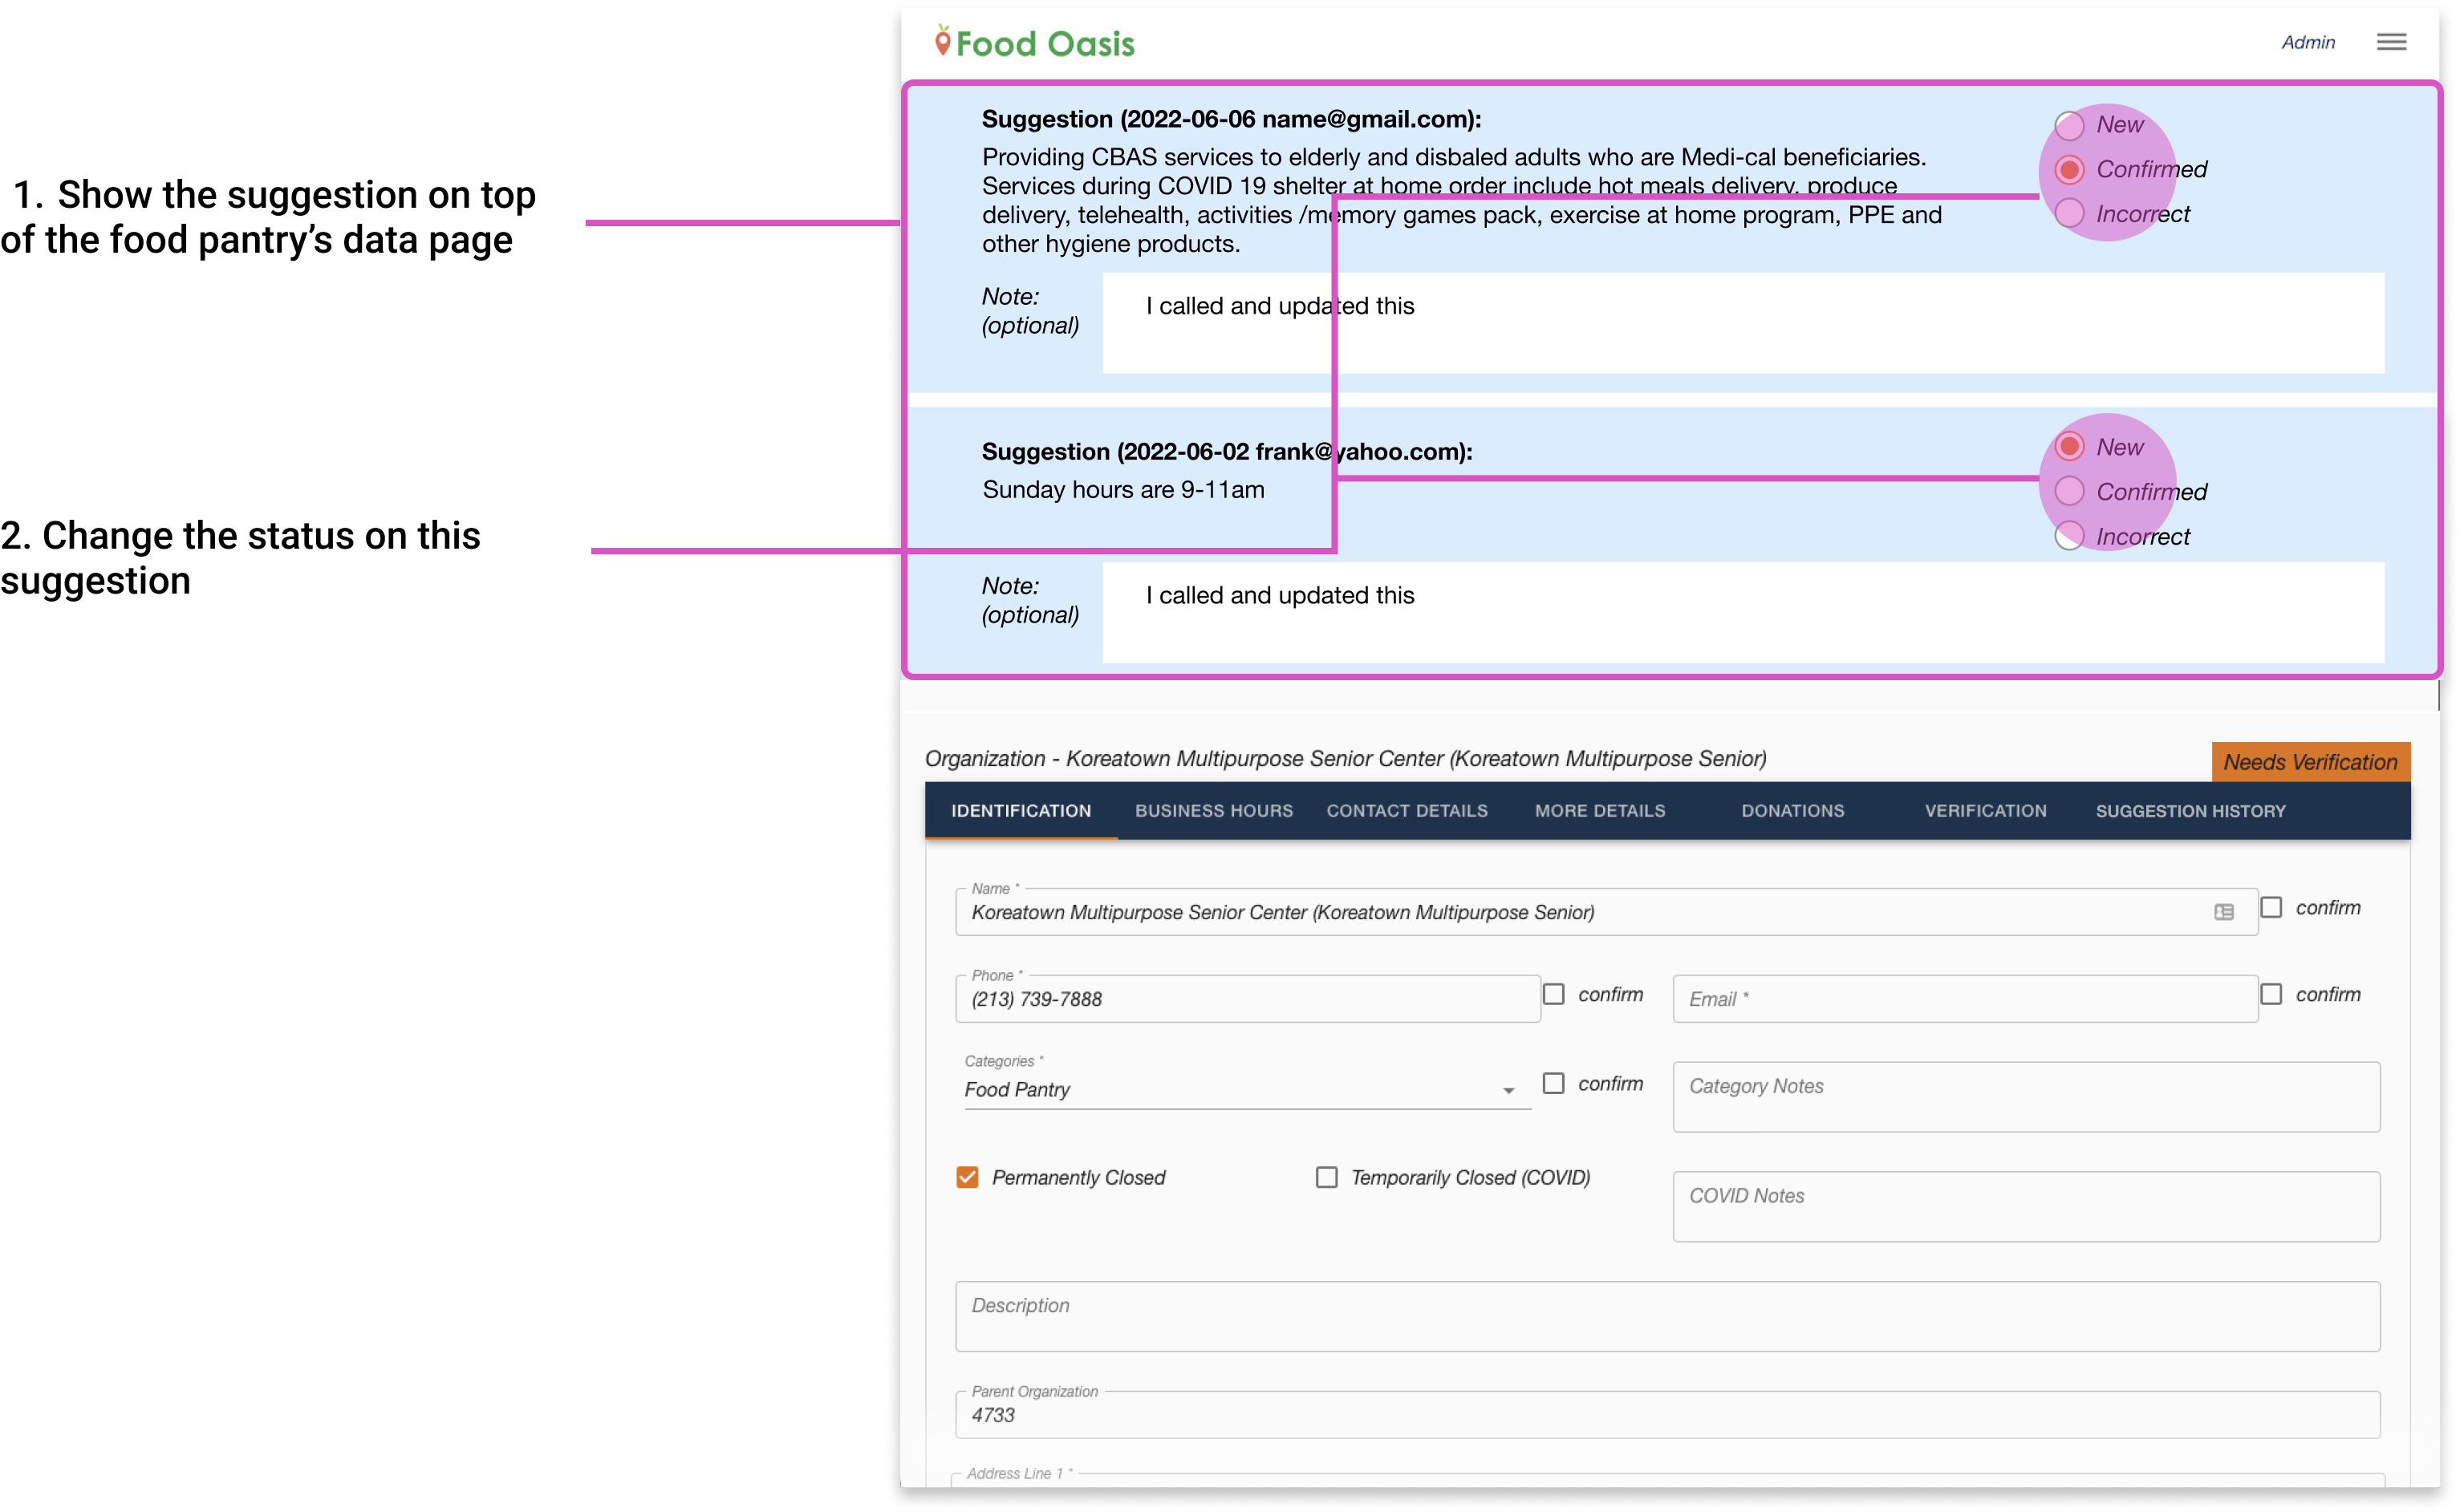 Food Oasis
Admin
1. Show the suggestion on top
of the food pantry’s data page
2. Change the status on this
suggestion
Suggestion (2022-06-06 name@gmail.com):
Providing CBAS services to elderly and disbaled adults who are Medi-cal beneficiaries.
Services during COVID 19 shelter at home order include hot meals delivery, produce
delivery, telehealth, activities /memory games pack, exercise at home program, PPE and
other hygiene products.
New
Confirmed
Incorrect
Note:
(optional)
I called and updated this
Suggestion (2022-06-02 frank@yahoo.com):
Sunday hours are 9-11am
New
Confirmed
Incorrect
Note:
(optional)
I called and updated this
Organization - Koreatown Multipurpose Senior Center (Koreatown Multipurpose Senior)
Needs Verification
IDENTIFICATION BUSINESS HOURS CONTACT DETAILS MORE DETAILS DONATIONS VERIFICATION SUGGESTION HISTORY
Name *
Koreatown Multipurpose Senior Center (Koreatown Multipurpose Senior)
confirm
Phone *
(213) 739-7888
confirm
Email *
confirm
Categories *
Food Pantry
confirm
Category Notes
Permanently Closed
Temporarily Closed (COVID)
COVID Notes
Description
Parent Organization
4733
Address Line 1 *